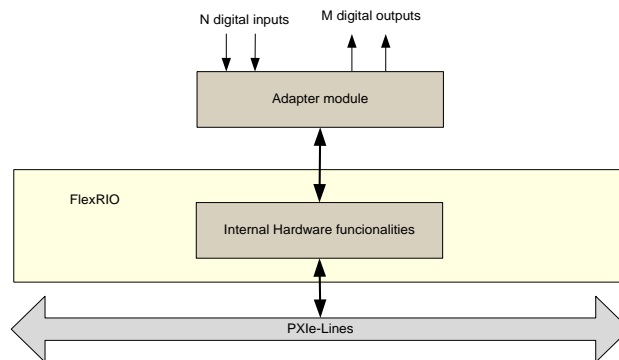 N digital inputs
M digital outputs
Adapter module
FlexRIO
Internal Hardware funcionalities
PXIe-Lines